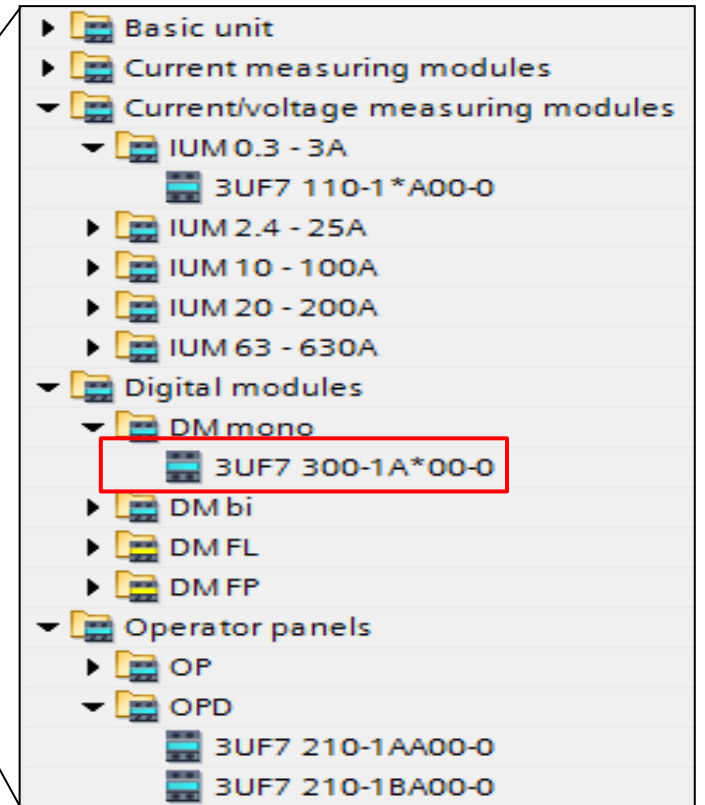 Basic unit
Current measuring modules
Current/voltage measuring modules
IUM 0.3 - 3A
3UF7 110-1*A00-0
IUM 2.4 - 25A
IUM 10 - 100A
IUM 20 - 200A
IUM 63 - 630A
Digital modules
DM mono
3UF7 300-1A*00-0
DM bi
DM FL
DM FP
Operator panels
OP
OPD
3UF7 210-1AA00-0
3UF7 210-1BA00-0